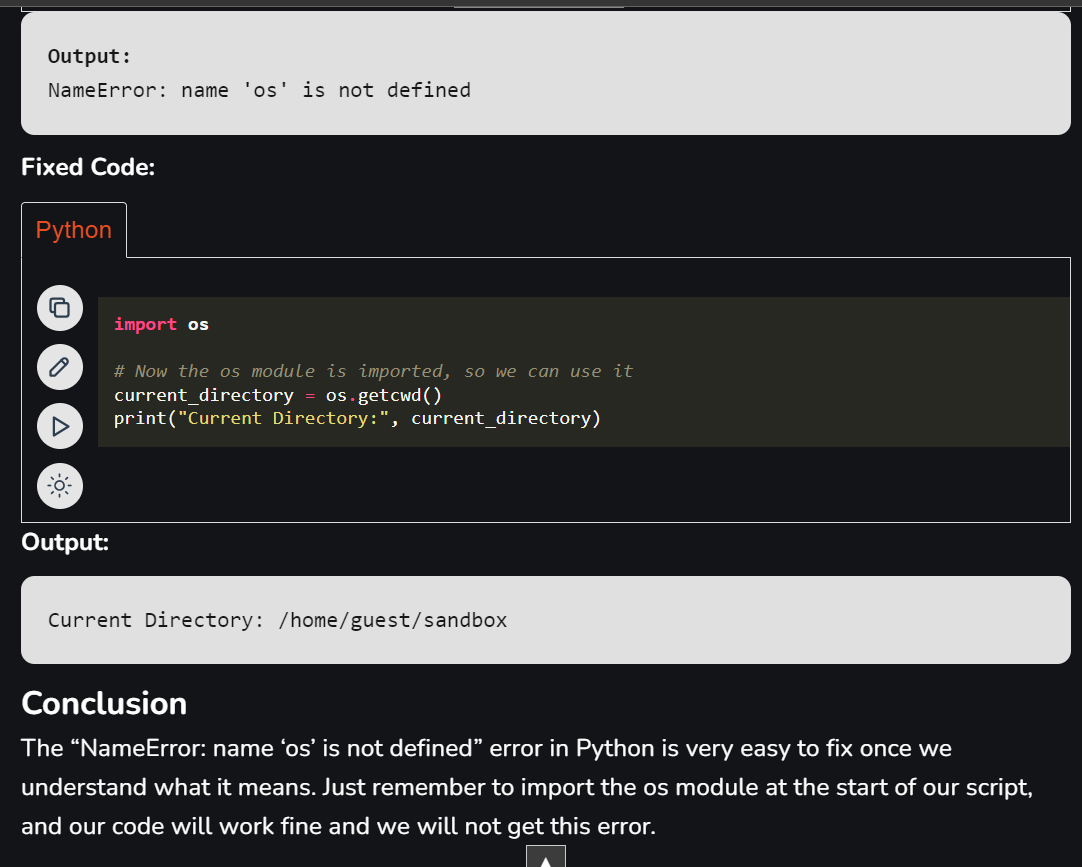 Output:
NameError: name 'os' is not defined
Fixed Code:
Python
import os
# Now the os module is imported, so we can use it
current_directory = os.getcwd()
print("Current Directory:", current_directory)
Output:
Current Directory: /home/guest/sandbox
Conclusion
The “NameError: name ‘os’ is not defined” error in Python is very easy to fix once we
understand what it means. Just remember to import the os module at the start of our script,
and our code will work fine and we will not get this error.